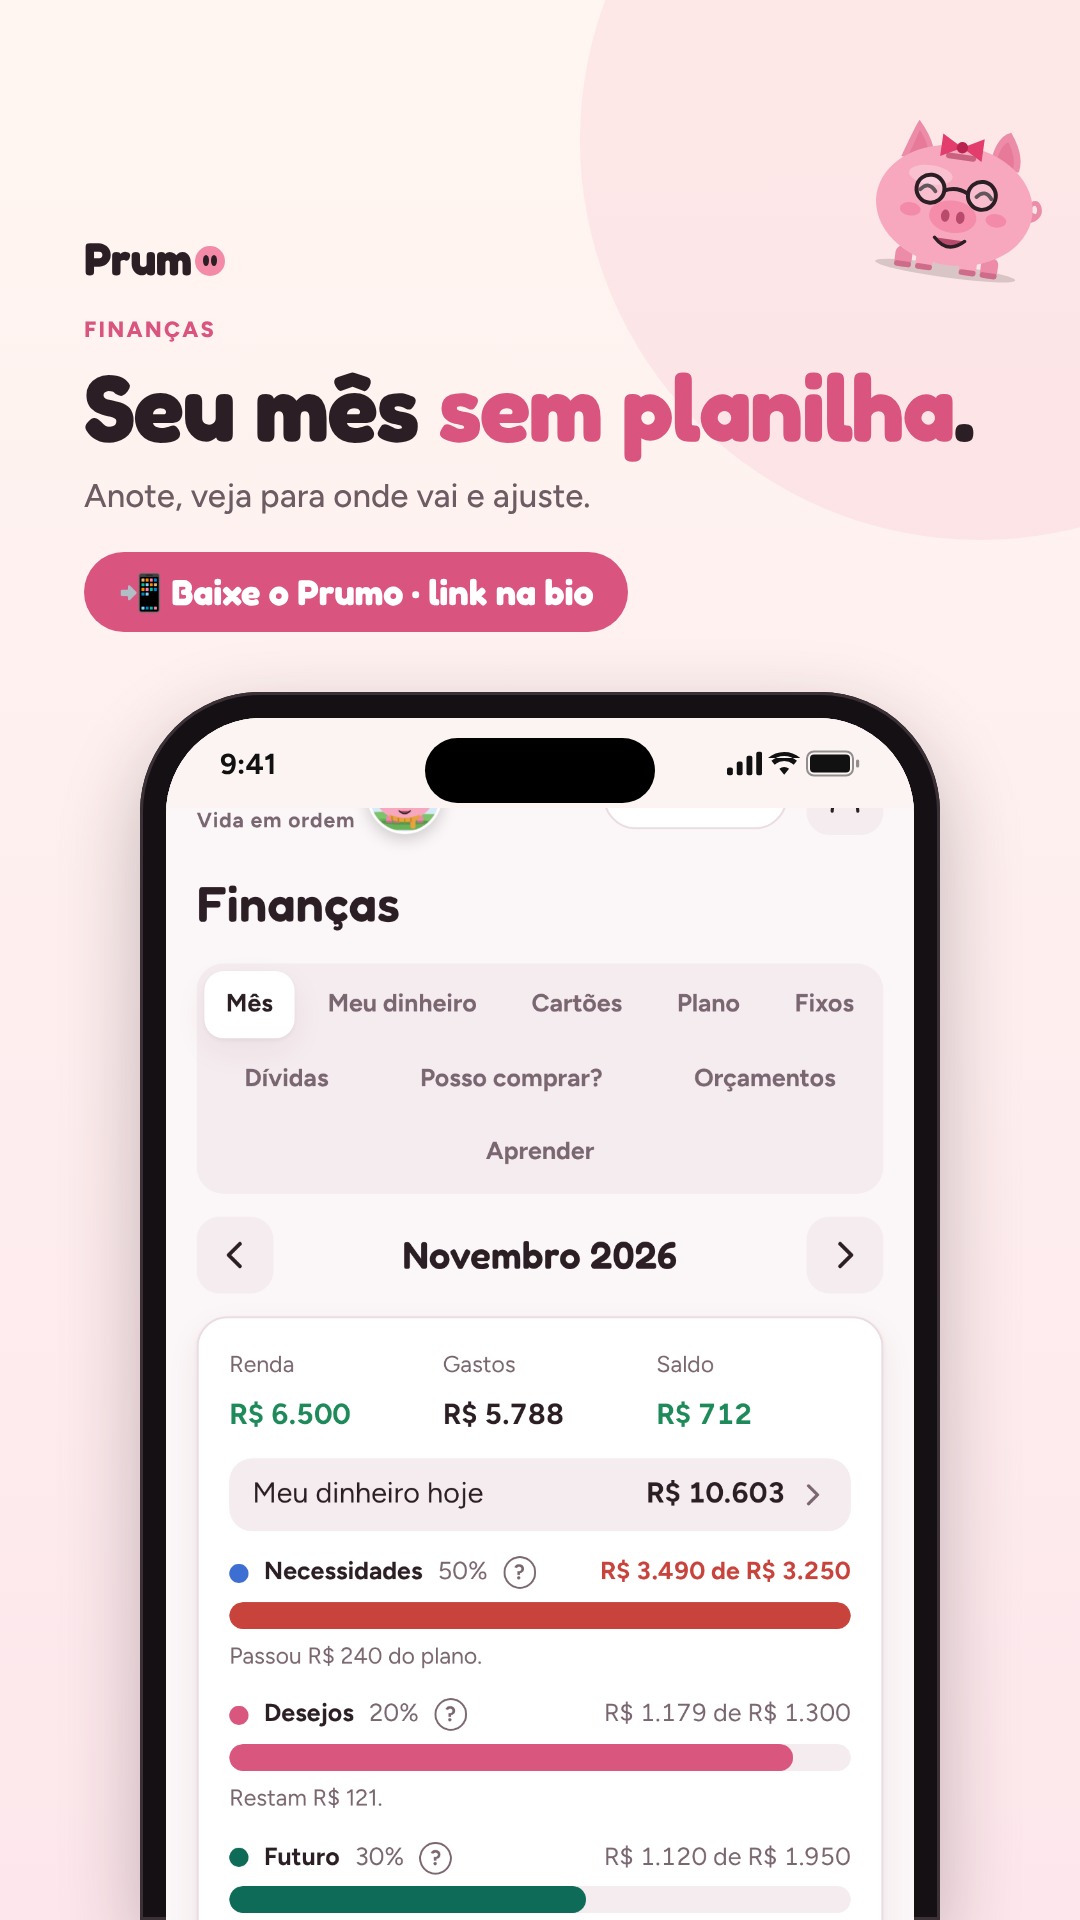 Prumo
FINANÇAS
Seu mês sem planilha.
Anote, veja para onde vai e ajuste.
📲 Baixe o Prumo · link na bio
9:41
Vida em ordem
Finanças
Mês Meu dinheiro Cartões Plano Fixos
Dívidas Posso comprar? Orçamentos
Aprender
Novembro 2026
Renda Gastos Saldo
R$ 6.500 R$ 5.788 R$ 712
Meu dinheiro hoje R$ 10.603
Necessidades 50% ? R$ 3.490 de R$ 3.250
Passou R$ 240 do plano.
Desejos 20% ? R$ 1.179 de R$ 1.300
Restam R$ 121.
Futuro 30% ? R$ 1.120 de R$ 1.950